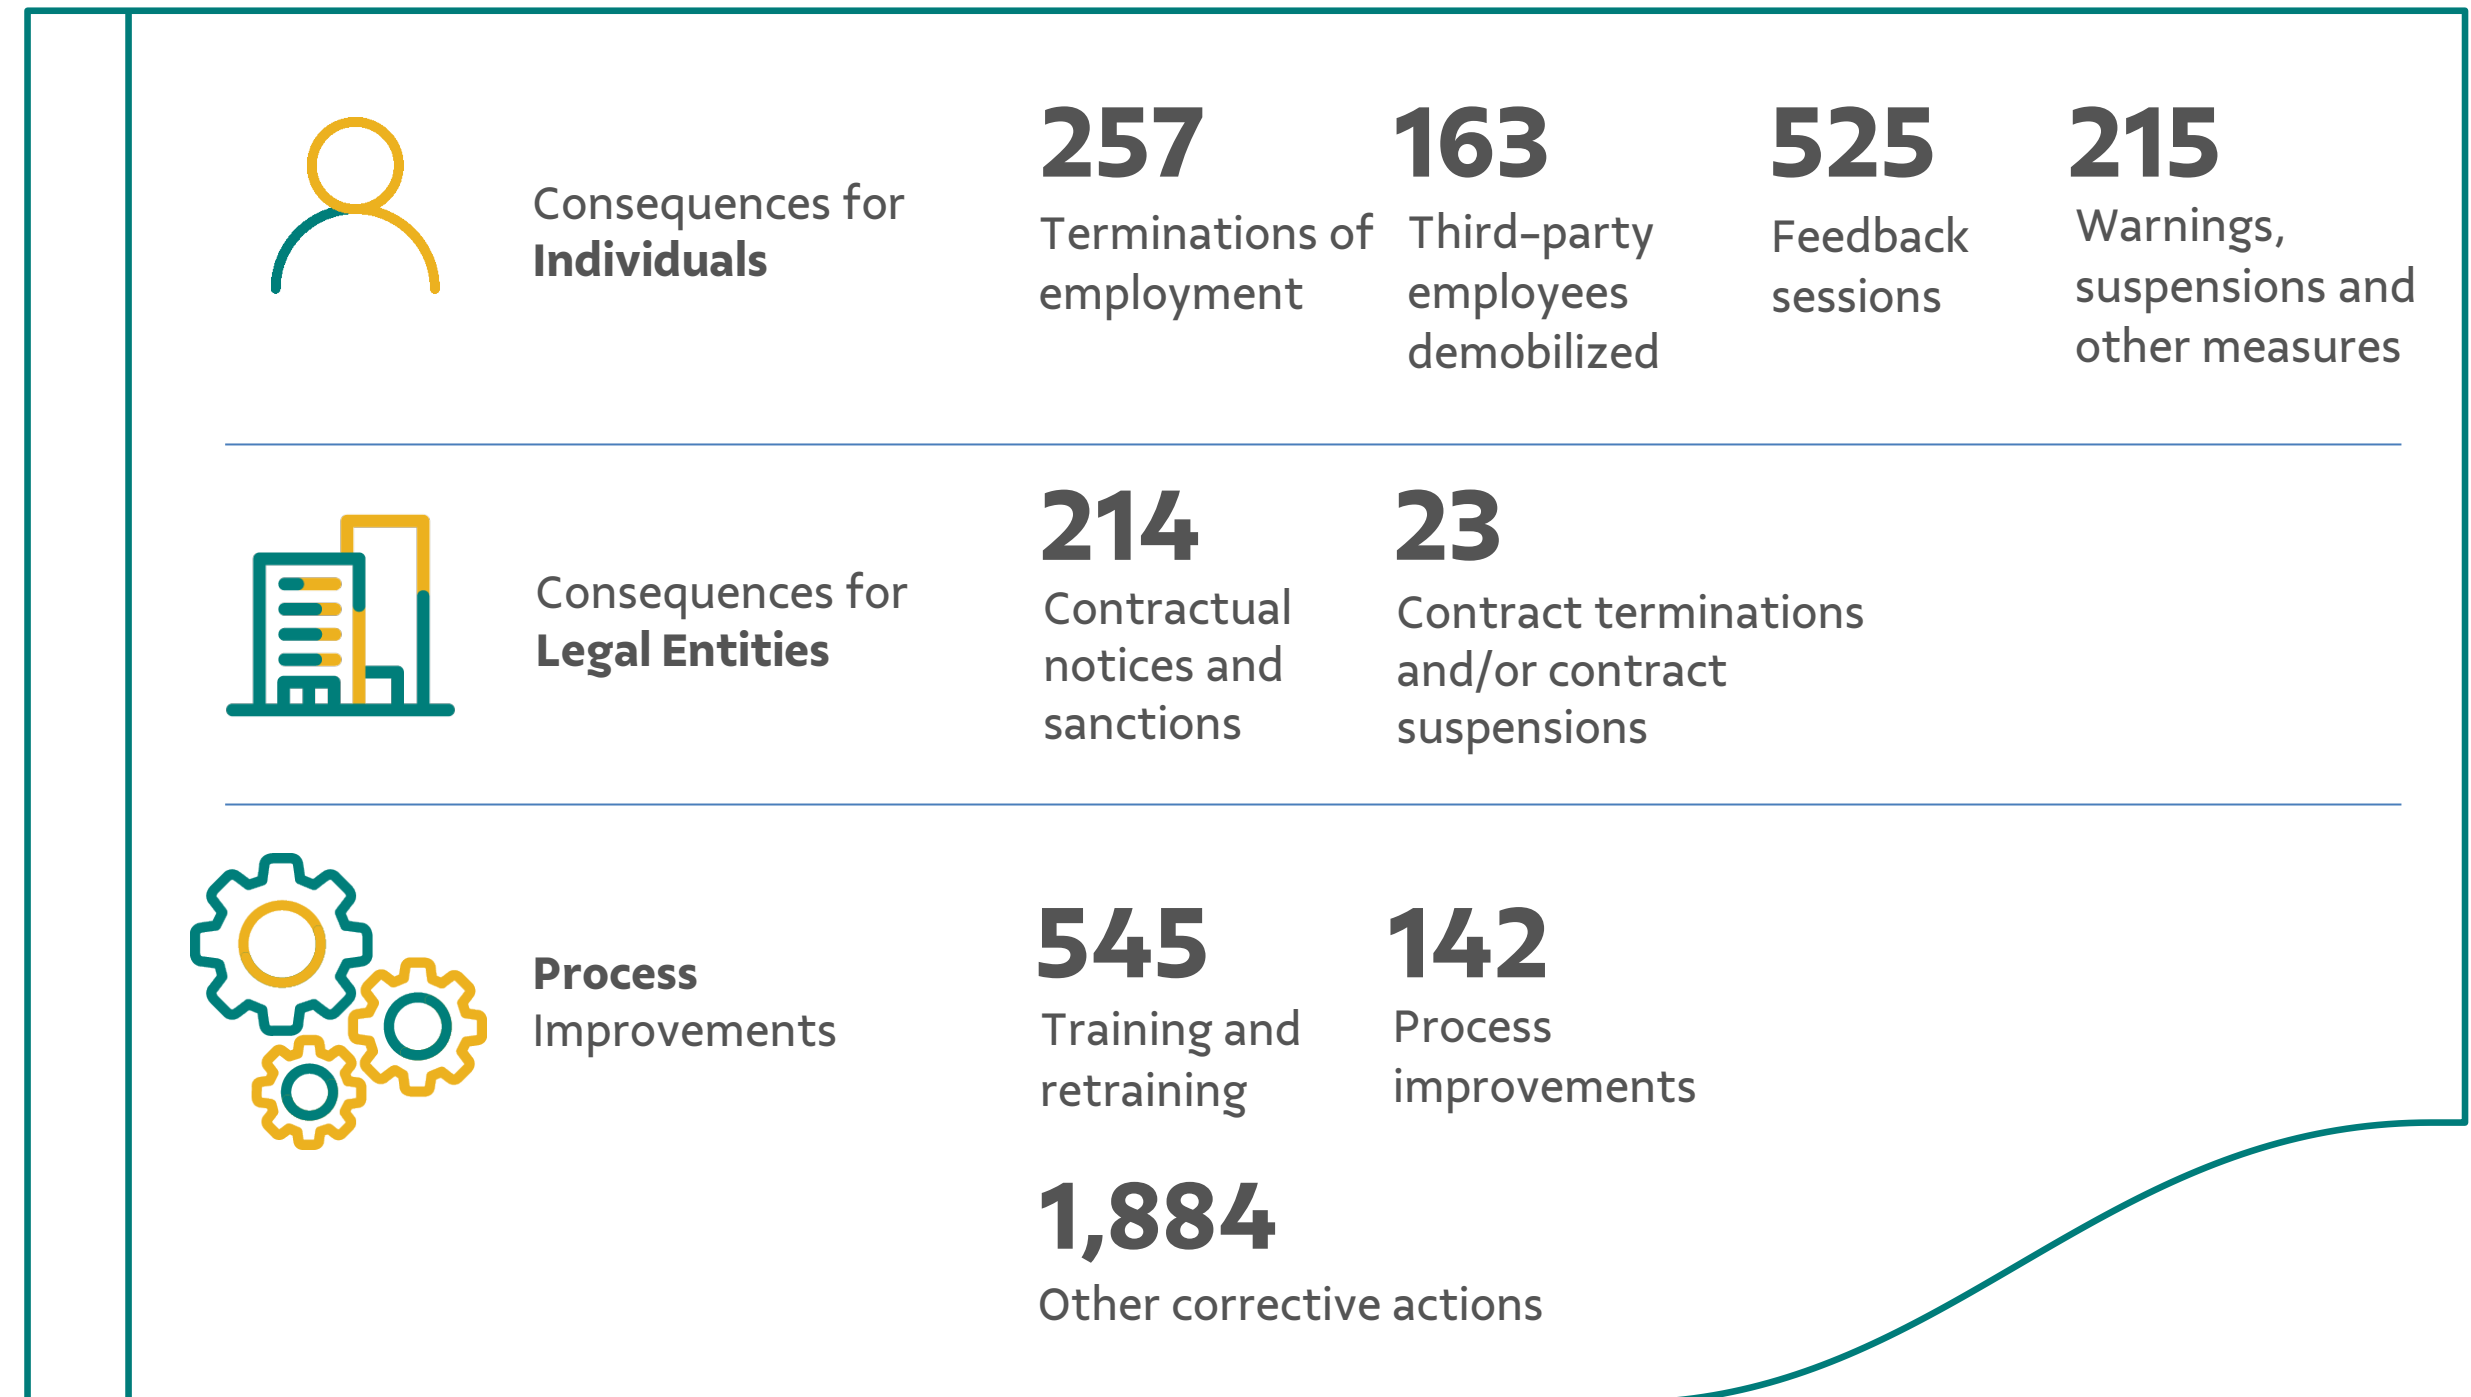 Consequences for
Individuals
257
Terminations of
employment
163
Third-party
employees
demobilized
525
Feedback
sessions
215
Warnings,
suspensions and
other measures
Consequences for
Legal Entities
214
Contractual
notices and
sanctions
23
Contract terminations
and/or contract
suspensions
Process
Improvements
545
Training and
retraining
142
Process
improvements
1,884
Other corrective actions